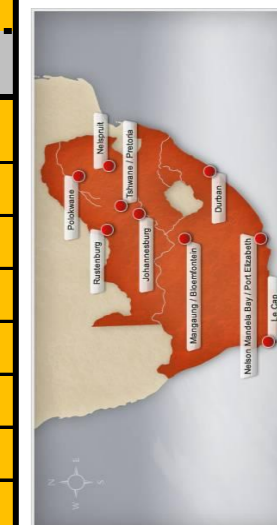 Polokwane
Nelspruit
Tshwane / Pretoria
Rustenburg
Johannesburg
Mangaung / Bloemfontein
Durban
Nelson Mandela Bay / Port Elizabeth
Le Cap
N
E
S
W